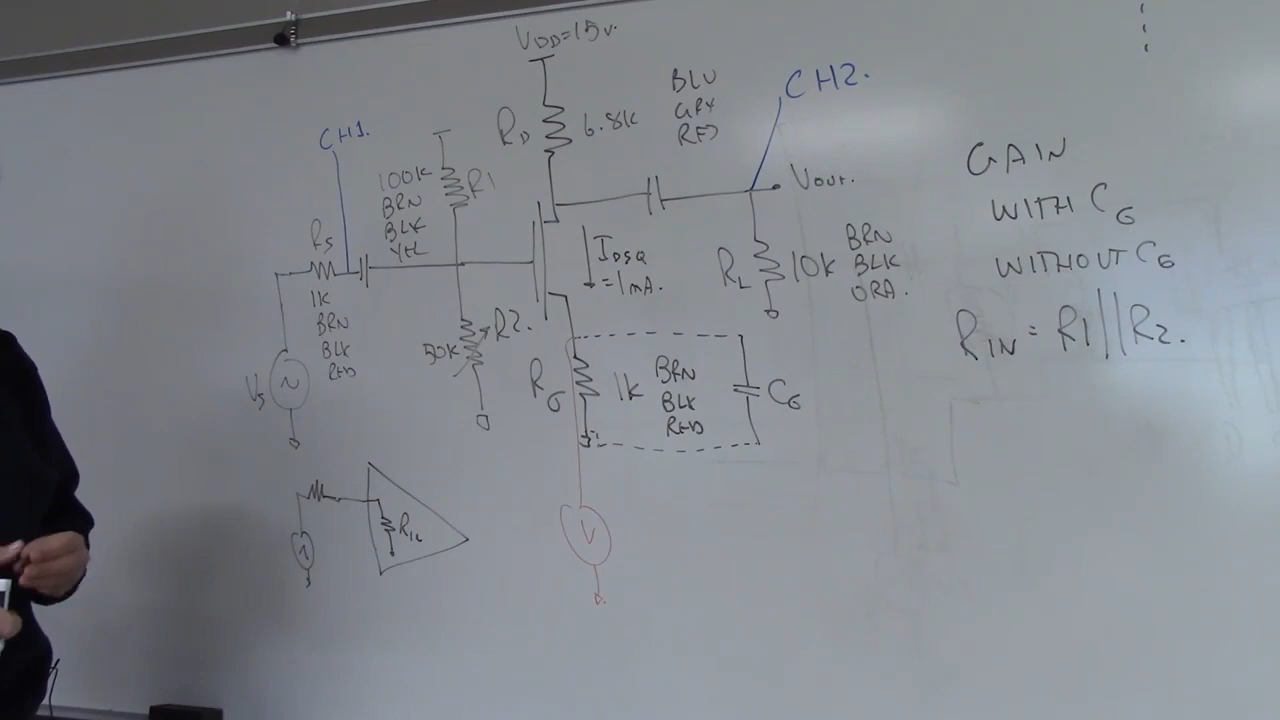 VDD=15v.
RD 6.8K
BLU
GRY
RED
CH2.
CH1.
100K
BRN
BLK
YEL
R1
Vout.
RS
1K
BRN
BLK
RED
VS
IDSQ
=1mA.
RL 10K
BRN
BLK
ORA.
50K R2.
RG 1K
BRN
BLK
RED
CG
V
RIN
GAIN
WITH CG
WITHOUT CG
RIN = R1||R2.